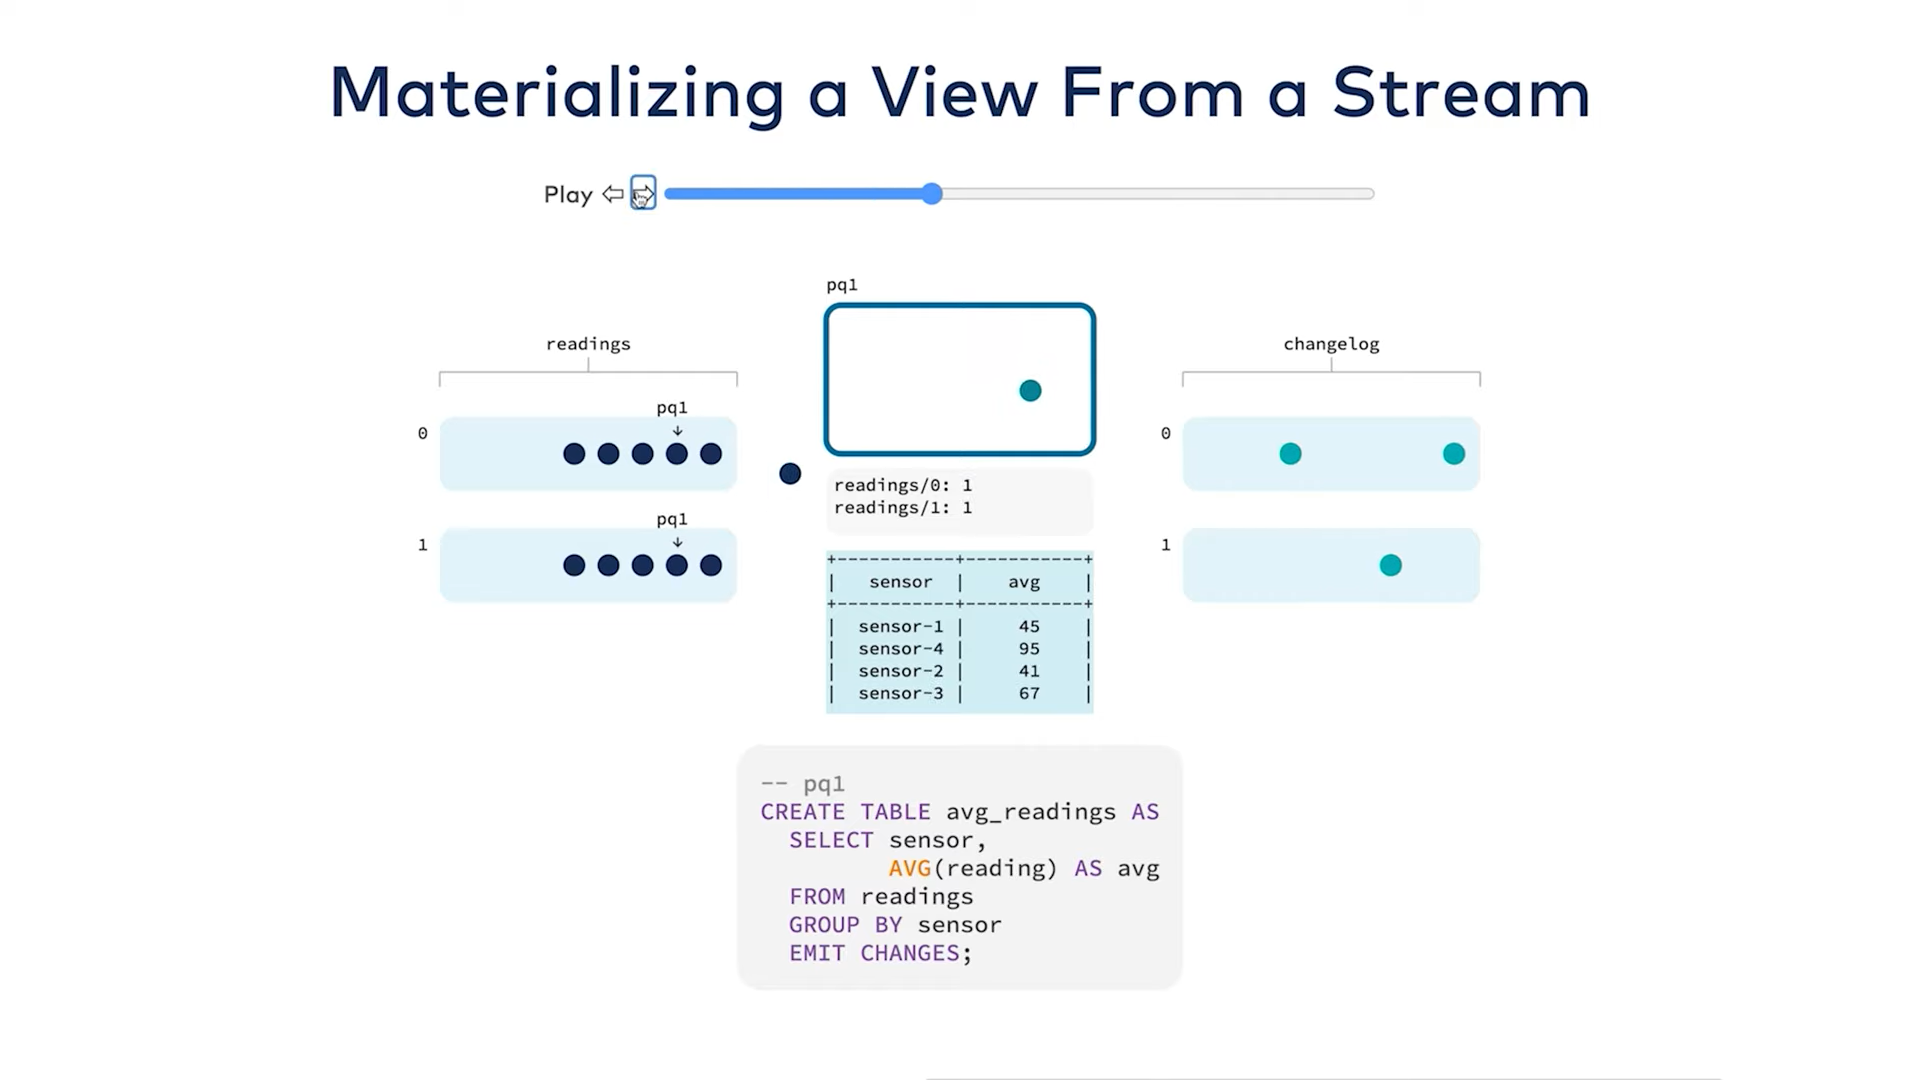 Materializing a View From a Stream
Play
pq1
readings
changelog
pq1
0
0
readings/0: 1
readings/1: 1
pq1
1
1
+-----------+-----------+
| sensor | avg |
+-----------+-----------+
| sensor-1 | 45 |
| sensor-4 | 95 |
| sensor-2 | 41 |
| sensor-3 | 67 |
-- pq1
CREATE TABLE avg_readings AS
SELECT sensor,
AVG(reading) AS avg
FROM readings
GROUP BY sensor
EMIT CHANGES;